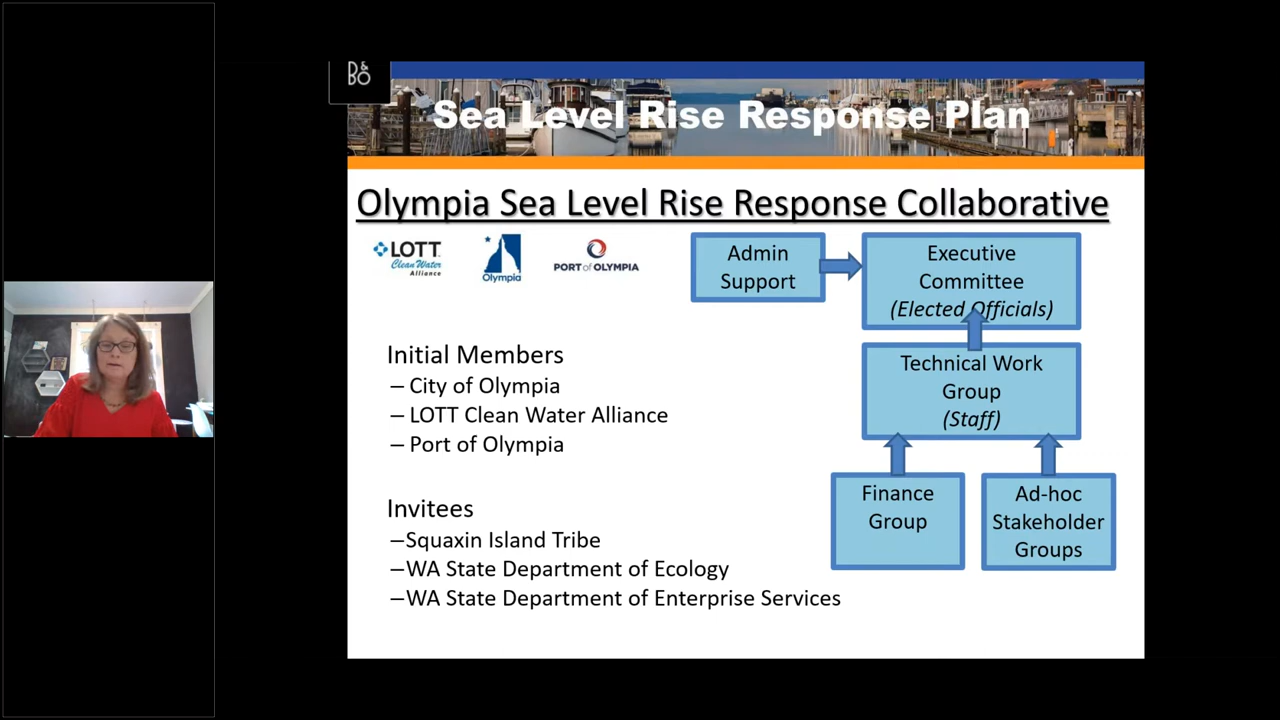 D&
BO
Sea Level Rise Response Plan
Olympia Sea Level Rise Response Collaborative
LOTT
Clean Water
Alliance
Olympia
PORT of OLYMPIA
Admin
Support
Executive
Committee
(Elected Officials)
Initial Members
– City of Olympia
– LOTT Clean Water Alliance
– Port of Olympia
Technical Work
Group
(Staff)
Invitees
–Squaxin Island Tribe
–WA State Department of Ecology
–WA State Department of Enterprise Services
Finance
Group
Ad-hoc
Stakeholder
Groups